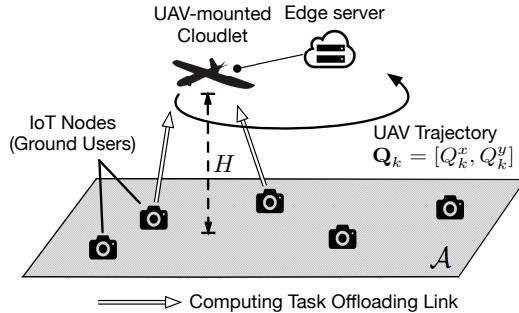 UAV-mounted
Cloudlet
Edge server
IoT Nodes
(Ground Users)
H
UAV Trajectory
Q_k = [Q_k^x, Q_k^y]
𝒜
Computing Task Offloading Link